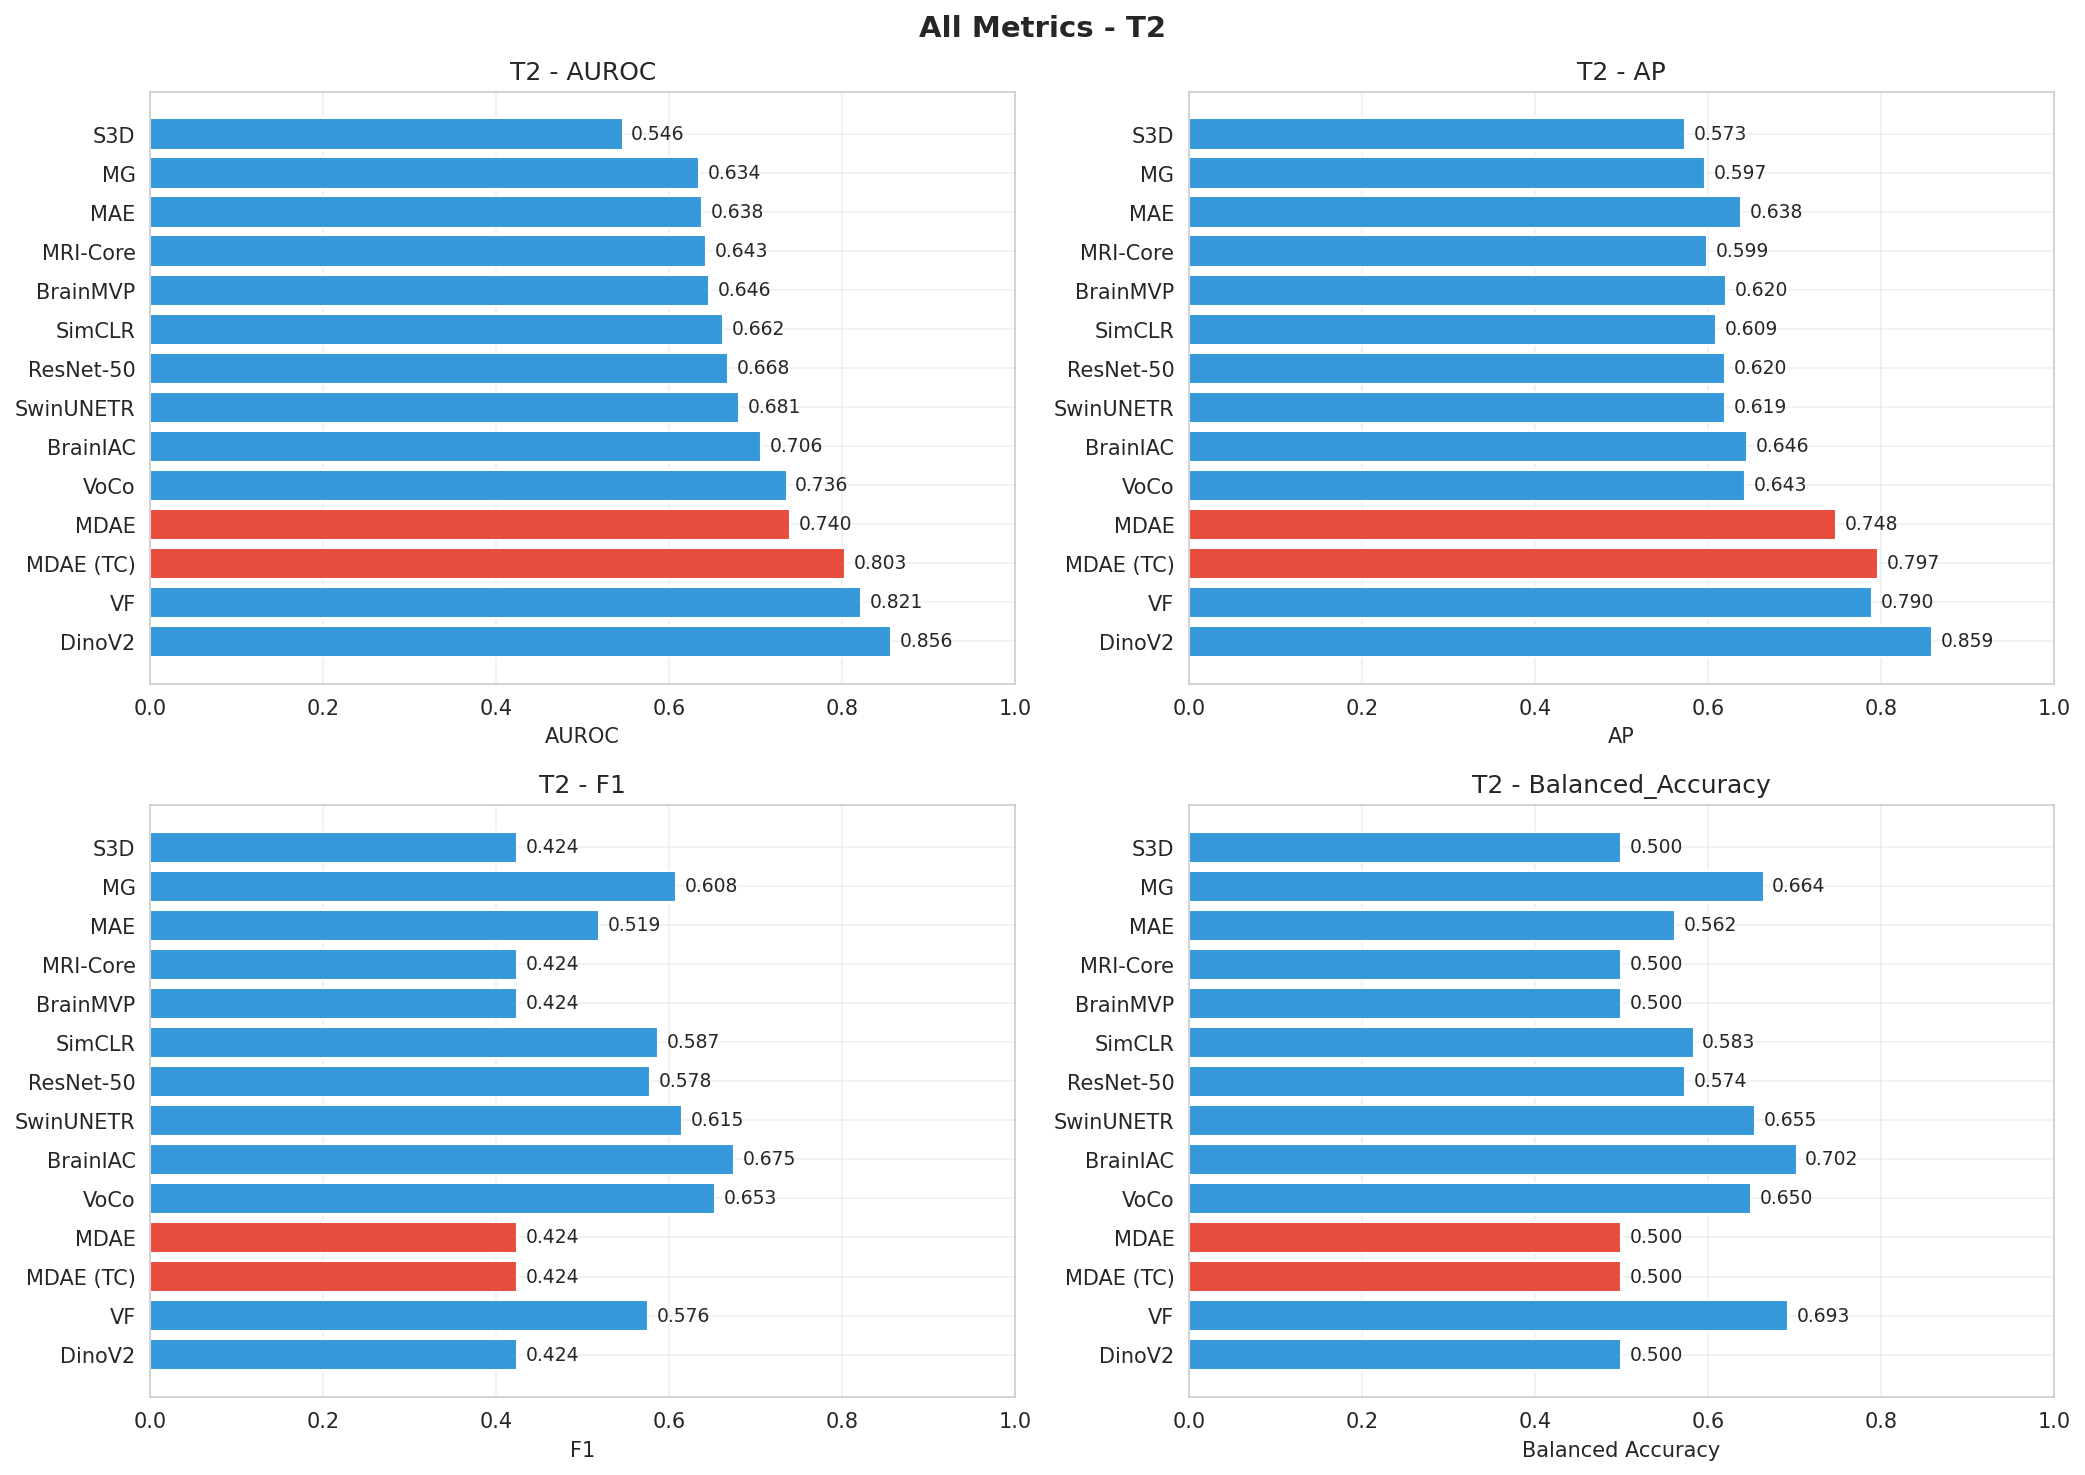 All Metrics - T2
T2 - AUROC
S3D 0.546
MG 0.634
MAE 0.638
MRI-Core 0.643
BrainMVP 0.646
SimCLR 0.662
ResNet-50 0.668
SwinUNETR 0.681
BrainIAC 0.706
VoCo 0.736
MDAE 0.740
MDAE (TC) 0.803
VF 0.821
DinoV2 0.856
0.0 0.2 0.4 0.6 0.8 1.0
AUROC
T2 - AP
S3D 0.573
MG 0.597
MAE 0.638
MRI-Core 0.599
BrainMVP 0.620
SimCLR 0.609
ResNet-50 0.620
SwinUNETR 0.619
BrainIAC 0.646
VoCo 0.643
MDAE 0.748
MDAE (TC) 0.797
VF 0.790
DinoV2 0.859
0.0 0.2 0.4 0.6 0.8 1.0
AP
T2 - F1
S3D 0.424
MG 0.608
MAE 0.519
MRI-Core 0.424
BrainMVP 0.424
SimCLR 0.587
ResNet-50 0.578
SwinUNETR 0.615
BrainIAC 0.675
VoCo 0.653
MDAE 0.424
MDAE (TC) 0.424
VF 0.576
DinoV2 0.424
0.0 0.2 0.4 0.6 0.8 1.0
F1
T2 - Balanced_Accuracy
S3D 0.500
MG 0.664
MAE 0.562
MRI-Core 0.500
BrainMVP 0.500
SimCLR 0.583
ResNet-50 0.574
SwinUNETR 0.655
BrainIAC 0.702
VoCo 0.650
MDAE 0.500
MDAE (TC) 0.500
VF 0.693
DinoV2 0.500
0.0 0.2 0.4 0.6 0.8 1.0
Balanced Accuracy